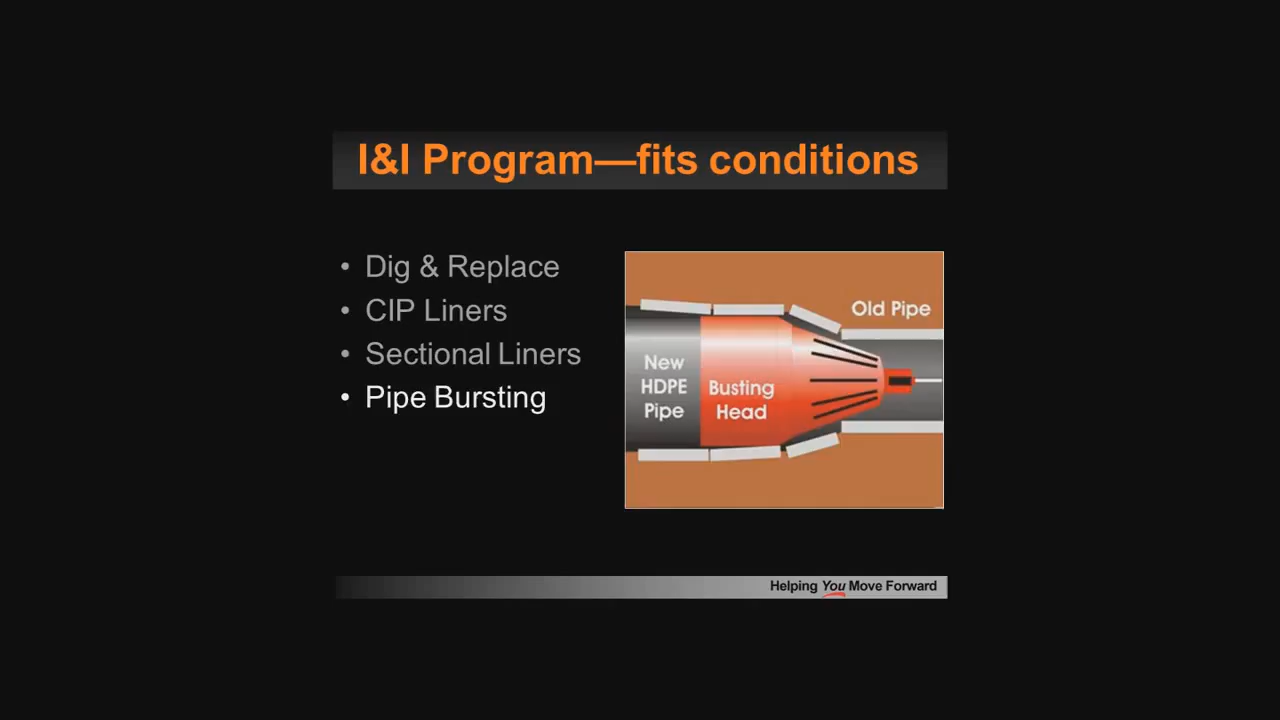 I&I Program—fits conditions
• Dig & Replace
• CIP Liners
• Sectional Liners
• Pipe Bursting
Old Pipe
New
HDPE
Pipe
Busting
Head
Helping You Move Forward